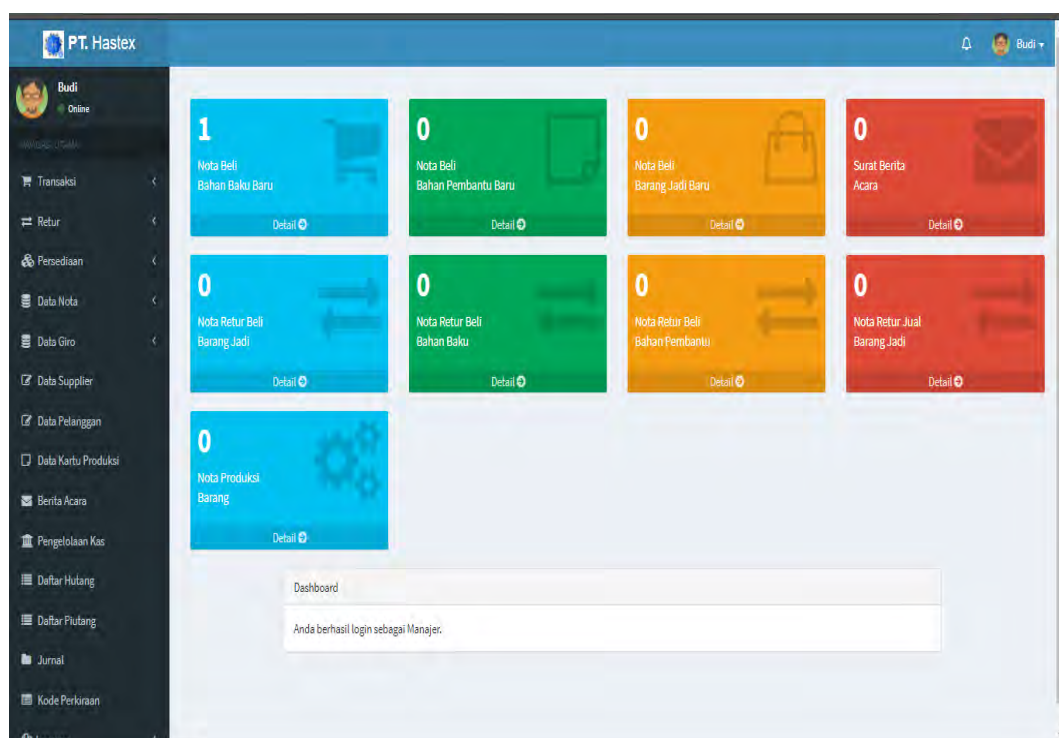 PT. Hastex
Budi
Budi
Online
Transaksi
Retur
Persediaan
Data Nota
Data Giro
Data Supplier
Data Pelanggan
Data Kartu Produksi
Berita Acara
Pengelolaan Kas
Daftar Hutang
Daftar Piutang
Jurnal
Kode Perkiraan
1
Nota Beli
Bahan Baku Baru
Detail
0
Nota Beli
Bahan Pembantu Baru
Detail
0
Nota Beli
Barang Jadi Baru
Detail
0
Surat Berita
Acara
Detail
0
Nota Retur Beli
Barang Jadi
Detail
0
Nota Retur Beli
Bahan Baku
Detail
0
Nota Retur Beli
Bahan Pembantu
Detail
0
Nota Retur Jual
Barang Jadi
Detail
0
Nota Produksi
Barang
Detail
Dashboard
Anda berhasil login sebagai Manajer.